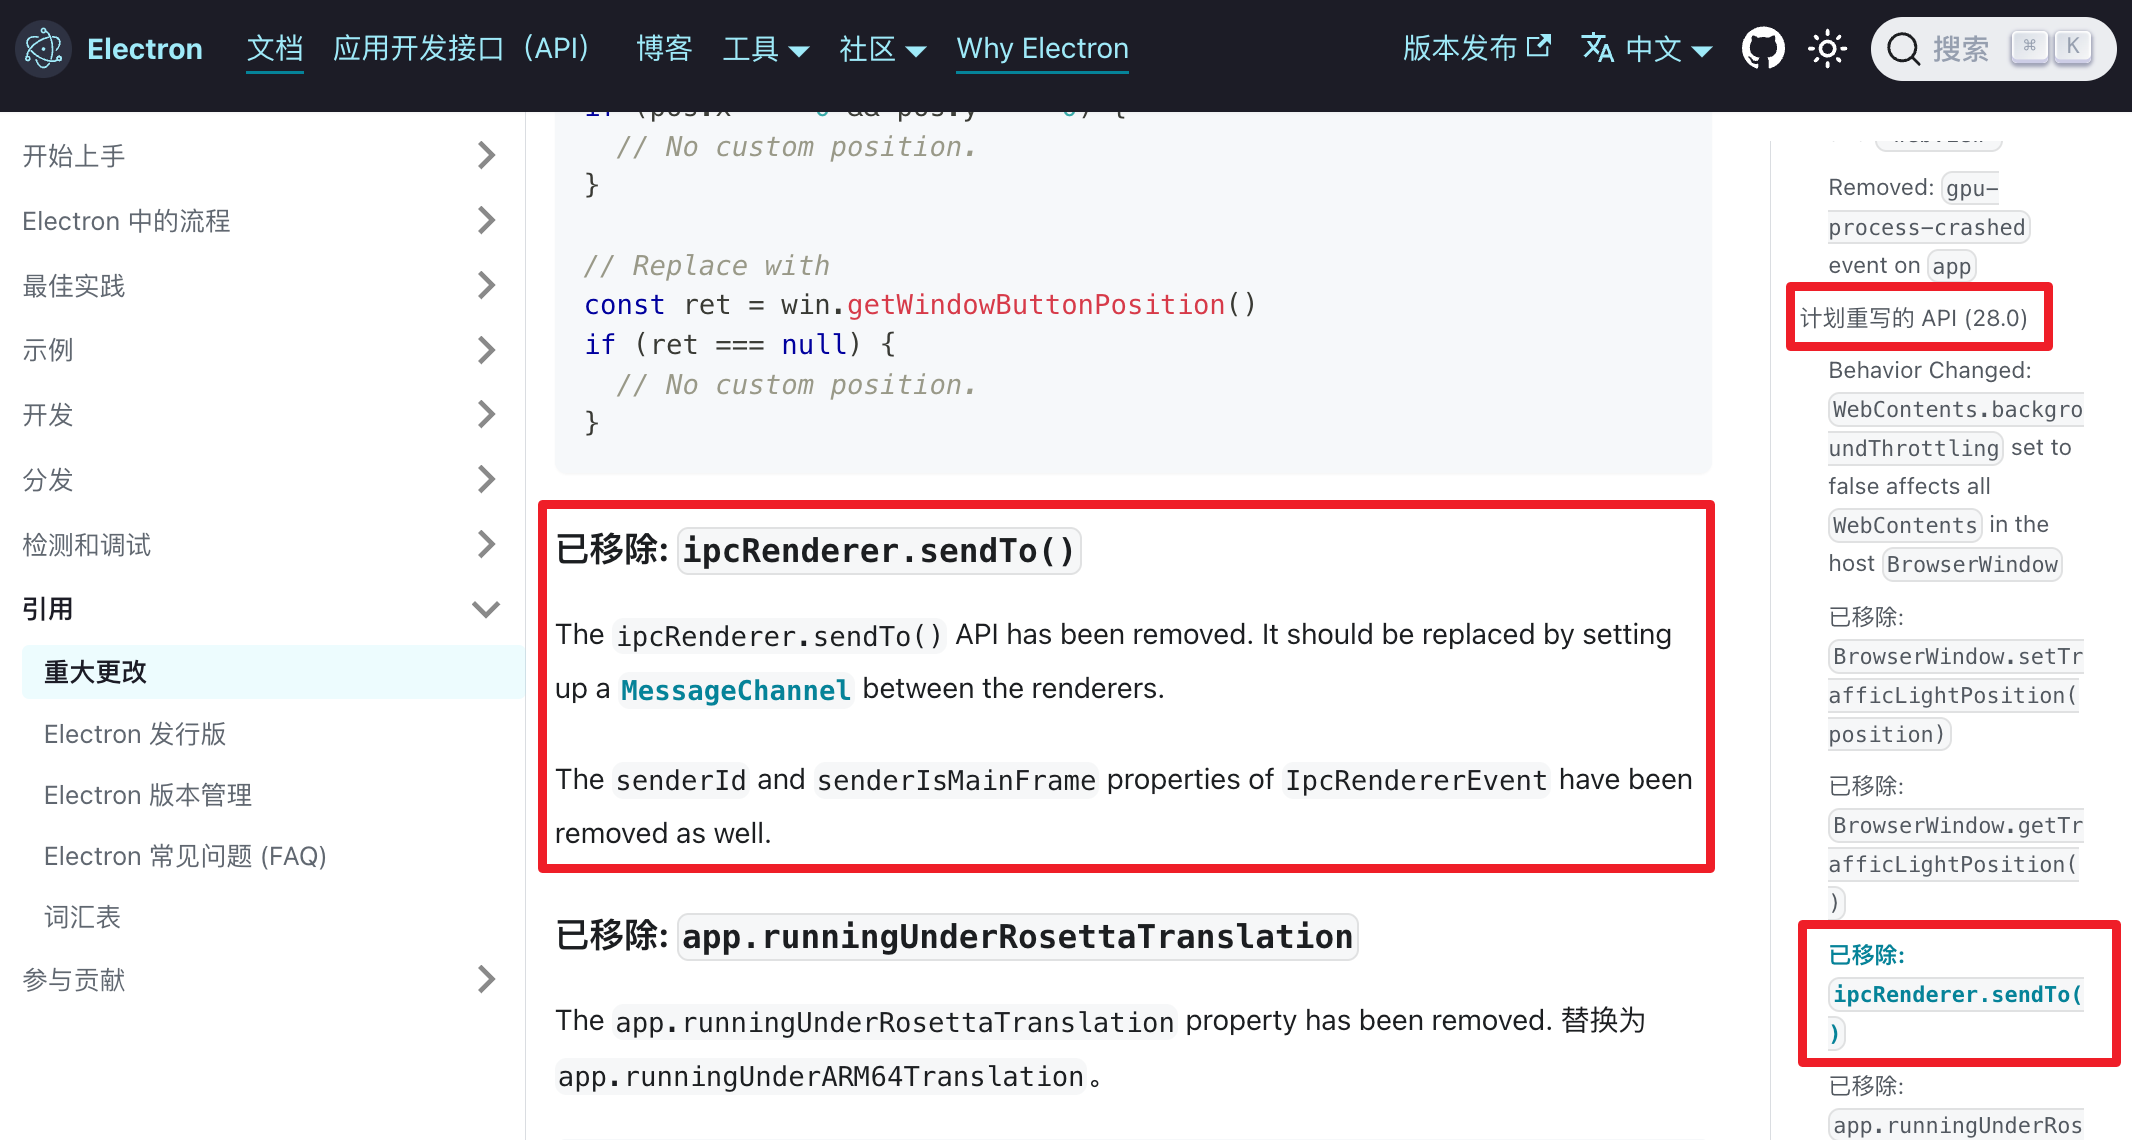 Electron 文档 应用开发接口（API） 博客 工具 社区 Why Electron 版本发布 中文 搜索 ⌘ K
开始上手
Electron 中的流程
最佳实践
示例
开发
分发
检测和调试
引用
重大更改
Electron 发行版
Electron 版本管理
Electron 常见问题 (FAQ)
词汇表
参与贡献
// No custom position.
}
// Replace with
const ret = win.getWindowButtonPosition()
if (ret === null) {
// No custom position.
}
已移除: ipcRenderer.sendTo()
The ipcRenderer.sendTo() API has been removed. It should be replaced by setting
up a MessageChannel between the renderers.
The senderId and senderIsMainFrame properties of IpcRendererEvent have been
removed as well.
已移除: app.runningUnderRosettaTranslation
The app.runningUnderRosettaTranslation property has been removed. 替换为
app.runningUnderARM64Translation。
Removed: gpu-
process-crashed
event on app
计划重写的 API (28.0)
Behavior Changed:
WebContents.backgro
undThrottling set to
false affects all
WebContents in the
host BrowserWindow
已移除:
BrowserWindow.setTr
afficLightPosition(
position)
已移除:
BrowserWindow.getTr
afficLightPosition(
)
已移除:
ipcRenderer.sendTo(
)
已移除:
app.runningUnderRos